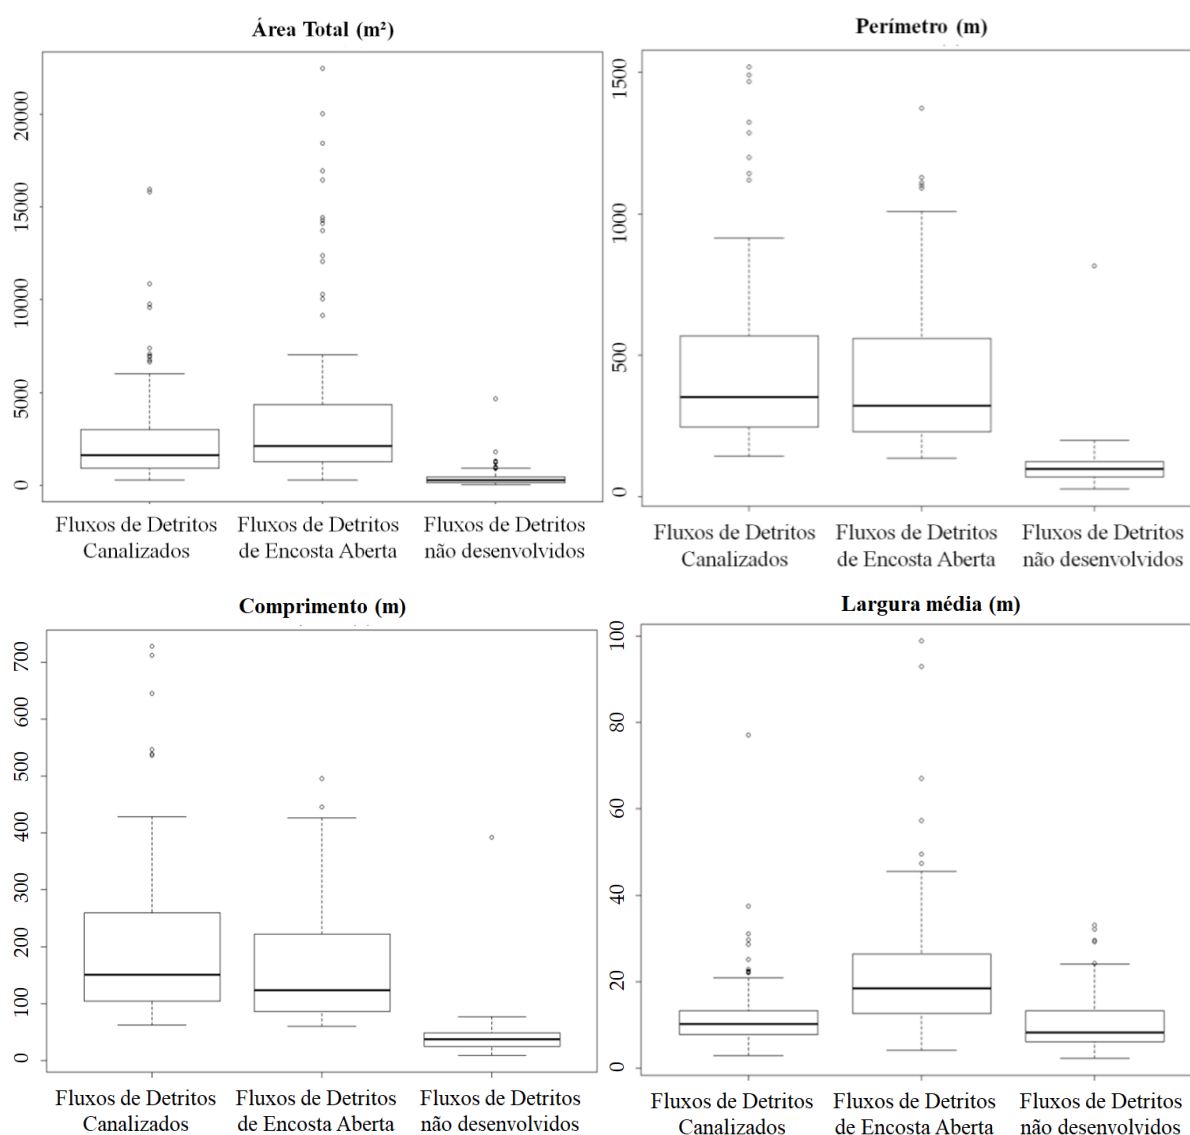 Área Total (m²)
20000
15000
10000
5000
0
Fluxos de Detritos
Canalizados
Fluxos de Detritos
de Encosta Aberta
Fluxos de Detritos
não desenvolvidos
Perímetro (m)
1500
1000
500
0
Fluxos de Detritos
Canalizados
Fluxos de Detritos
de Encosta Aberta
Fluxos de Detritos
não desenvolvidos
Comprimento (m)
700
600
500
400
300
200
100
0
Fluxos de Detritos
Canalizados
Fluxos de Detritos
de Encosta Aberta
Fluxos de Detritos
não desenvolvidos
Largura média (m)
100
80
60
40
20
0
Fluxos de Detritos
Canalizados
Fluxos de Detritos
de Encosta Aberta
Fluxos de Detritos
não desenvolvidos